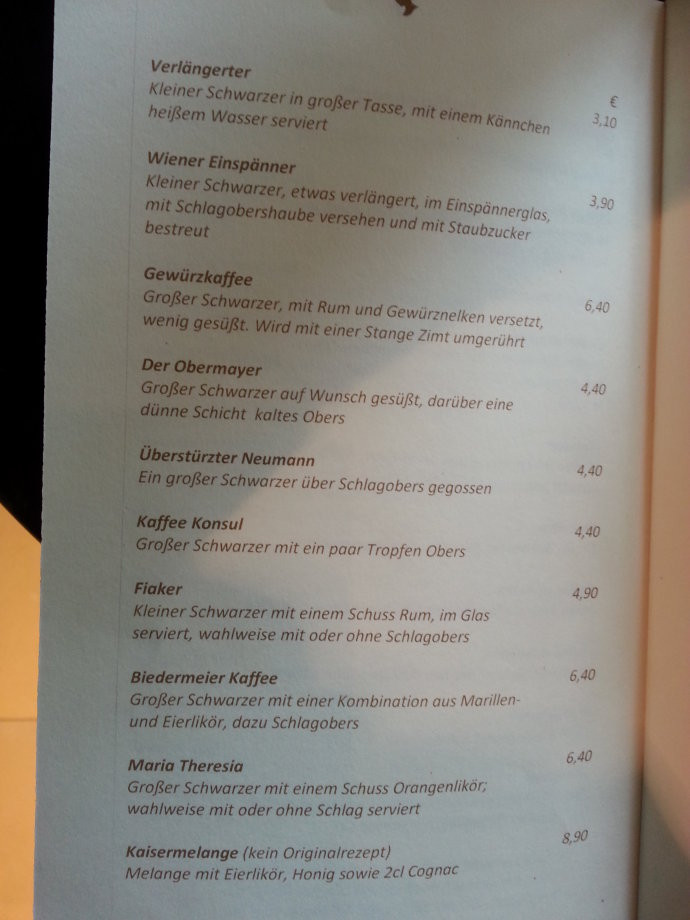 Verlängerter
€
Kleiner Schwarzer in großer Tasse, mit einem Kännchen 3,10
heißem Wasser serviert
Wiener Einspänner
Kleiner Schwarzer, etwas verlängert, im Einspännerglas, 3,90
mit Schlagobershaube versehen und mit Staubzucker
bestreut
Gewürzkaffee
Großer Schwarzer, mit Rum und Gewürznelken versetzt, 6,40
wenig gesüßt. Wird mit einer Stange Zimt umgerührt
Der Obermayer
Großer Schwarzer auf Wunsch gesüßt, darüber eine 4,40
dünne Schicht kaltes Obers
Überstürzter Neumann
Ein großer Schwarzer über Schlagobers gegossen 4,40
Kaffee Konsul
Großer Schwarzer mit ein paar Tropfen Obers 4,40
Fiaker 4,90
Kleiner Schwarzer mit einem Schuss Rum, im Glas
serviert, wahlweise mit oder ohne Schlagobers
Biedermeier Kaffee 6,40
Großer Schwarzer mit einer Kombination aus Marillen-
und Eierlikör, dazu Schlagobers
Maria Theresia 6,40
Großer Schwarzer mit einem Schuss Orangenlikör;
wahlweise mit oder ohne Schlag serviert
Kaisermelange (kein Originalrezept) 8,90
Melange mit Eierlikör, Honig sowie 2cl Cognac